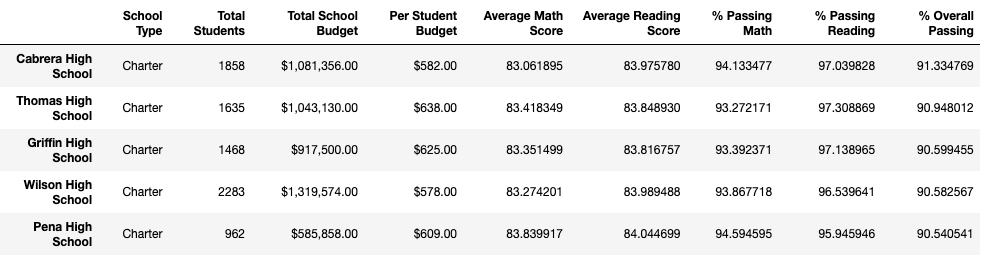 School Type Total Students Total School Budget Per Student Budget Average Math Score Average Reading Score % Passing Math % Passing Reading % Overall Passing
Cabrera High School Charter 1858 $1,081,356.00 $582.00 83.061895 83.975780 94.133477 97.039828 91.334769
Thomas High School Charter 1635 $1,043,130.00 $638.00 83.418349 83.848930 93.272171 97.308869 90.948012
Griffin High School Charter 1468 $917,500.00 $625.00 83.351499 83.816757 93.392371 97.138965 90.599455
Wilson High School Charter 2283 $1,319,574.00 $578.00 83.274201 83.989488 93.867718 96.539641 90.582567
Pena High School Charter 962 $585,858.00 $609.00 83.839917 84.044699 94.594595 95.945946 90.540541